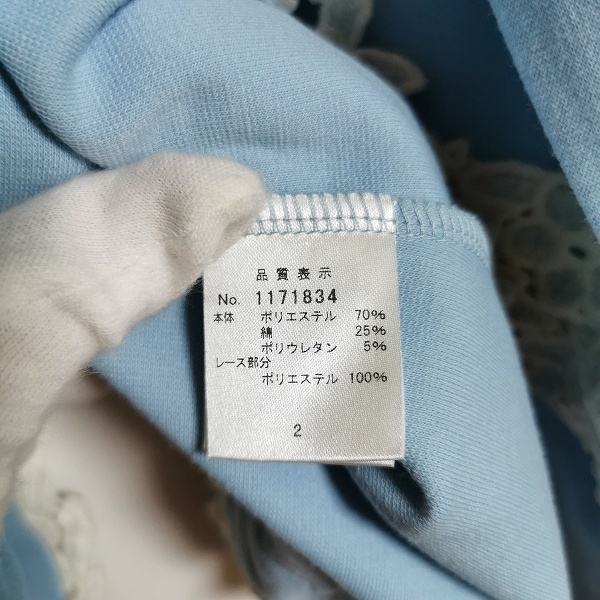 品質表示
No. 1171834
本体 ポリエステル 70%
綿 25%
ポリウレタン 5%
レース部分
ポリエステル 100%
2